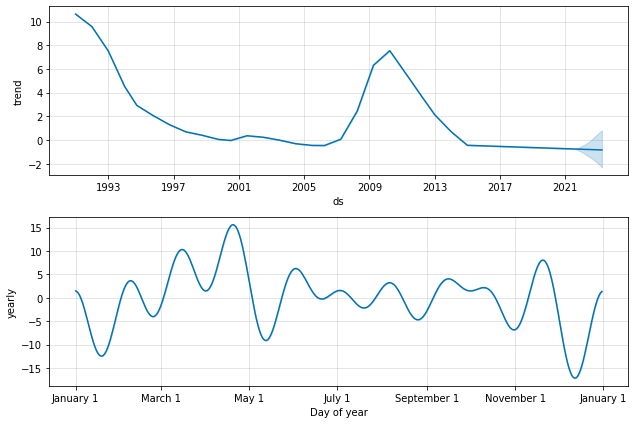 10
8
6
4
2
0
−2
trend
1993 1997 2001 2005 2009 2013 2017 2021
ds
15
10
5
0
−5
−10
−15
yearly
January 1 March 1 May 1 July 1 September 1 November 1 January 1
Day of year